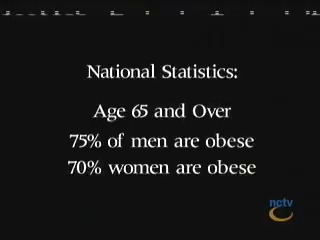 National Statistics:
Age 65 and Over
75% of men are obese
70% women are obese
nctv